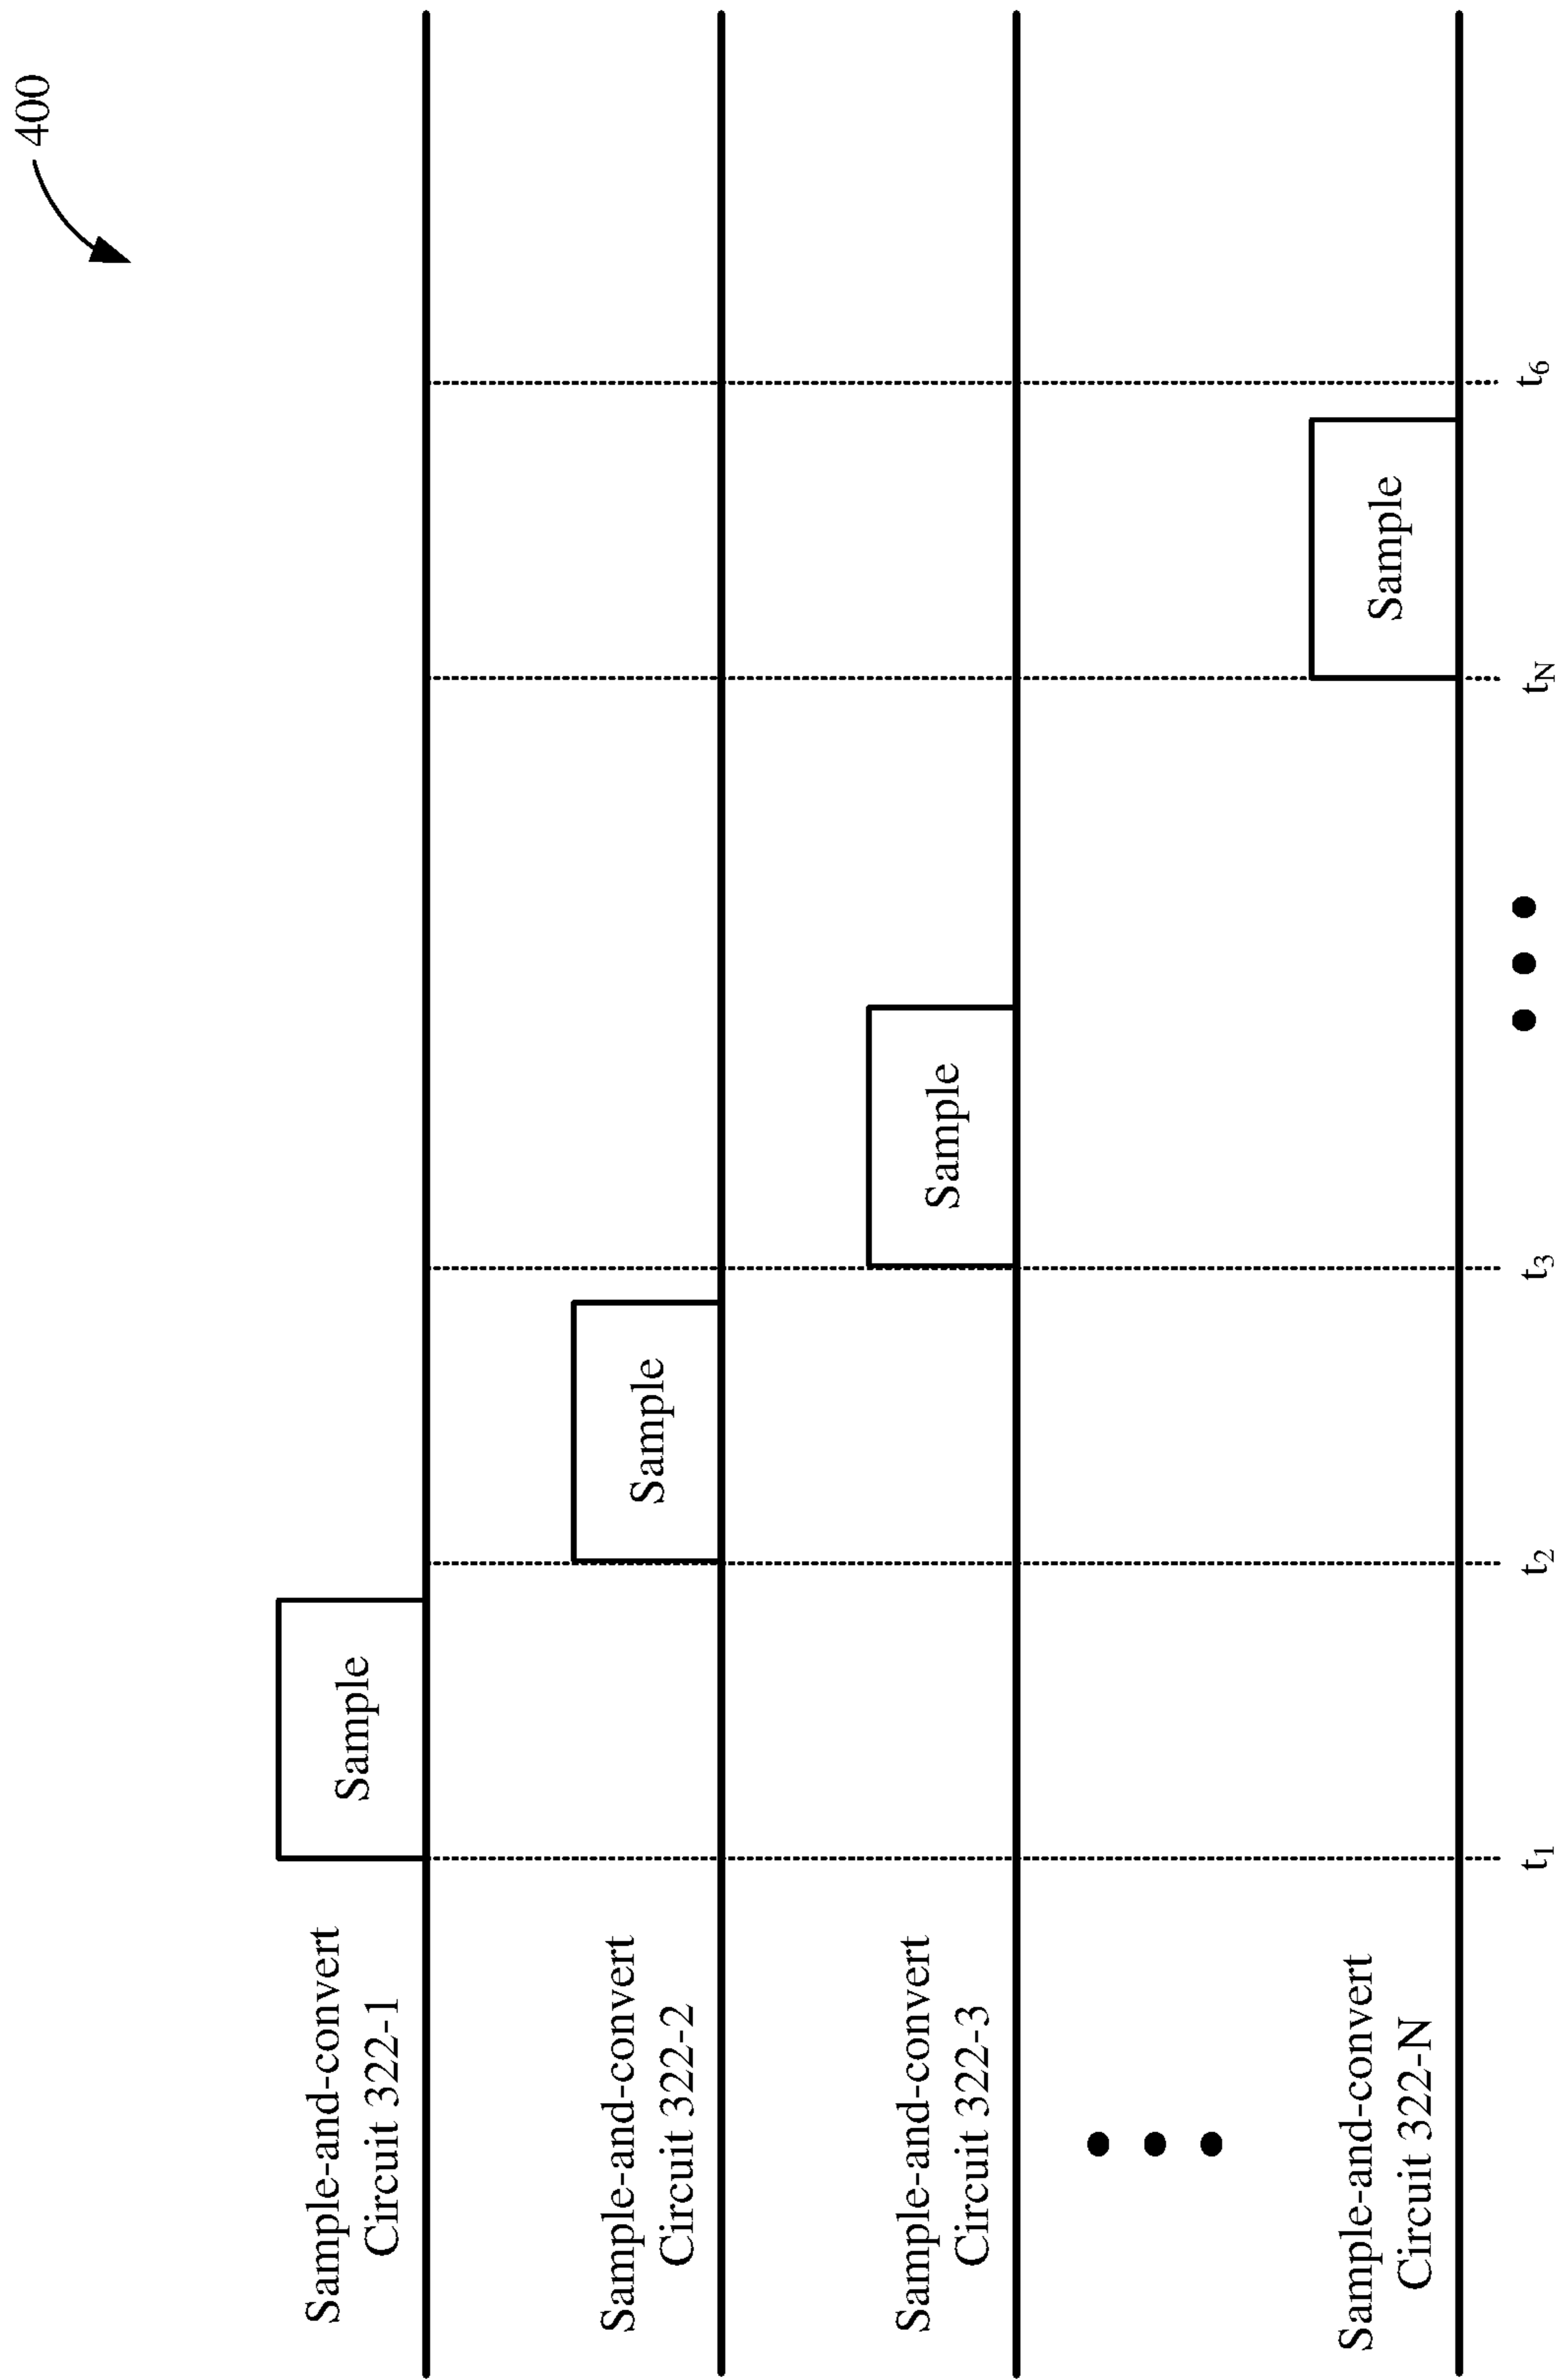 400
Sample-and-convert
Circuit 322-1
Sample
Sample-and-convert
Circuit 322-2
Sample
Sample-and-convert
Circuit 322-3
Sample
Sample-and-convert
Circuit 322-N
Sample
t1 t2 t3 tN t6